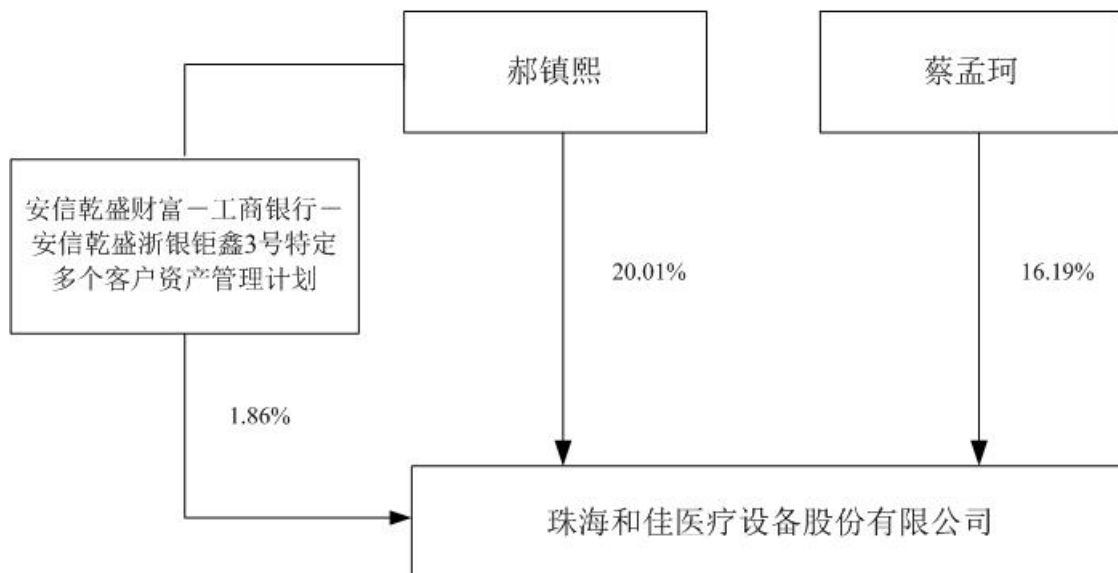 郝镇熙
蔡孟珂
安信乾盛财富－工商银行－
安信乾盛浙银钜鑫3号特定
多个客户资产管理计划
20.01%
16.19%
1.86%
珠海和佳医疗设备股份有限公司